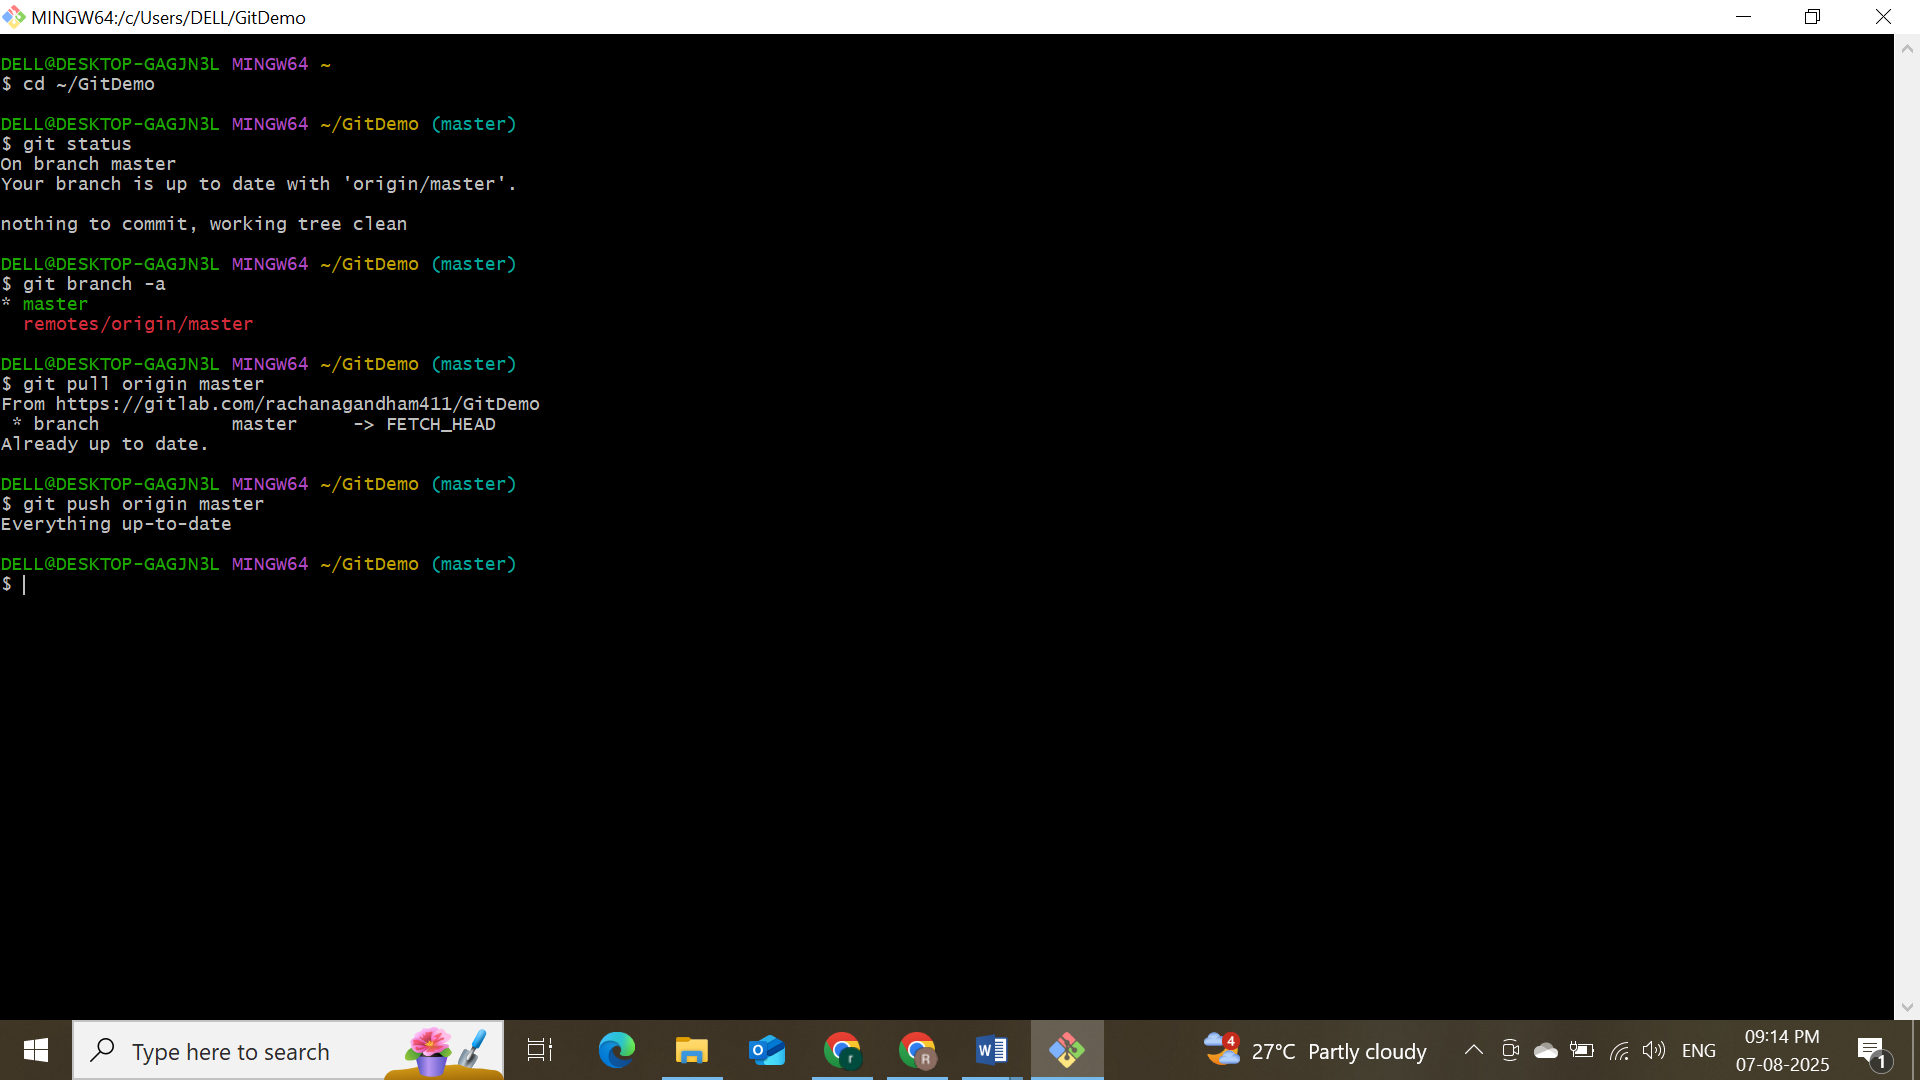 MINGW64:/c/Users/DELL/GitDemo
DELL@DESKTOP-GAGJN3L MINGW64 ~
$ cd ~/GitDemo
DELL@DESKTOP-GAGJN3L MINGW64 ~/GitDemo (master)
$ git status
On branch master
Your branch is up to date with 'origin/master'.
nothing to commit, working tree clean
DELL@DESKTOP-GAGJN3L MINGW64 ~/GitDemo (master)
$ git branch -a
* master
remotes/origin/master
DELL@DESKTOP-GAGJN3L MINGW64 ~/GitDemo (master)
$ git pull origin master
From https://gitlab.com/rachanagandham411/GitDemo
* branch            master     -> FETCH_HEAD
Already up to date.
DELL@DESKTOP-GAGJN3L MINGW64 ~/GitDemo (master)
$ git push origin master
Everything up-to-date
DELL@DESKTOP-GAGJN3L MINGW64 ~/GitDemo (master)
$
Type here to search
r
R
W
4
27°C Partly cloudy
ENG
09:14 PM
07-08-2025
1